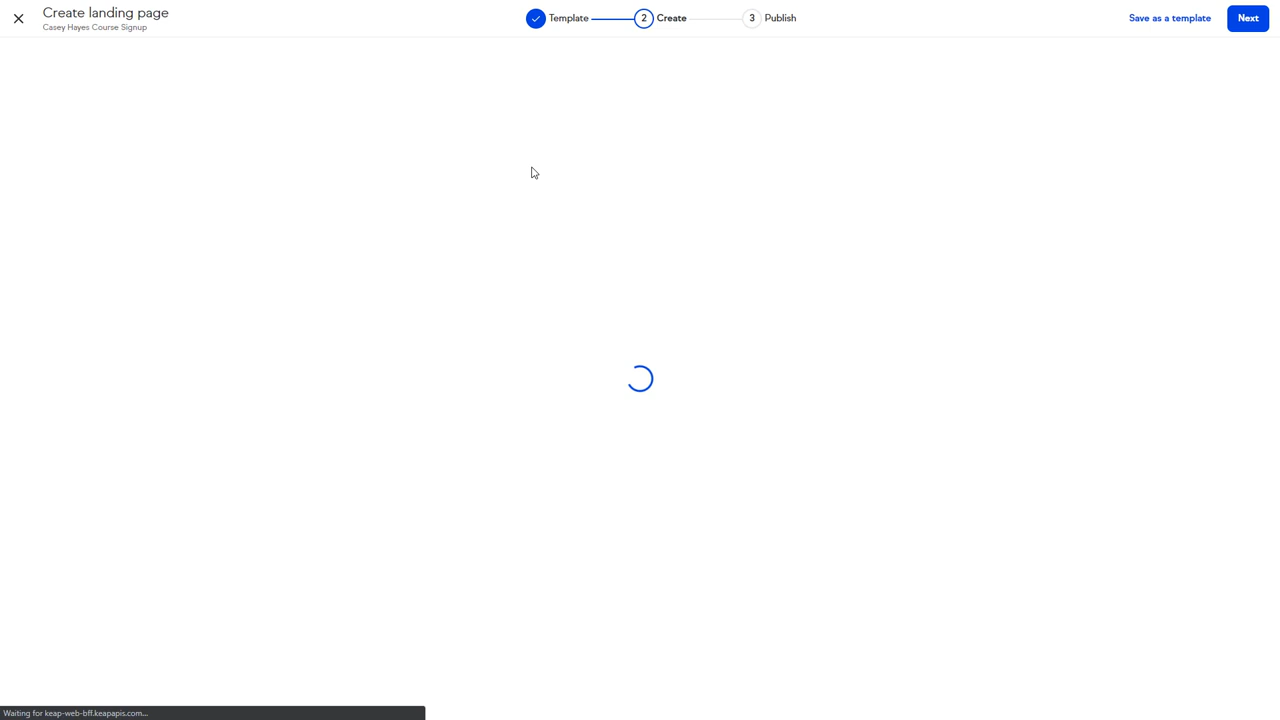 Create landing page
Casey Hayes Course Signup
Template
2 Create
3 Publish
Save as a template
Next
Waiting for keap-web-bff.keapapis.com...